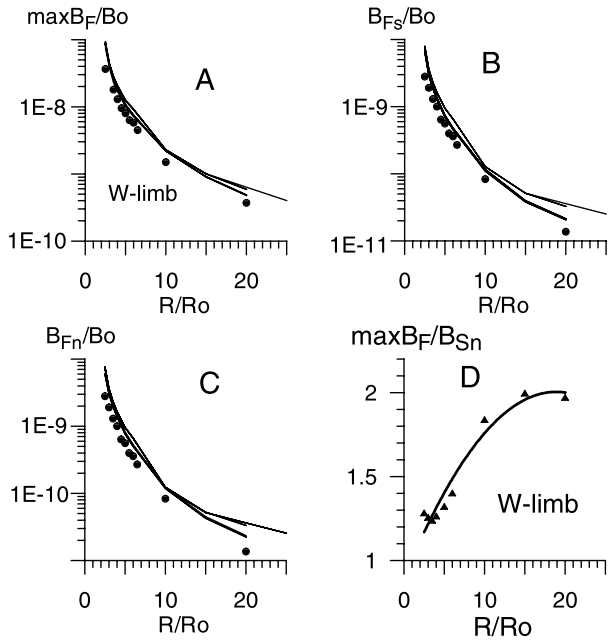 maxBF/Bo
A
1E-8
W-limb
1E-10
0 10 20
R/Ro
BFs/Bo
B
1E-9
1E-11
0 10 20
R/Ro
BFn/Bo
C
1E-9
1E-10
0 10 20
R/Ro
maxBF/BSn
D
2
1.5
W-limb
1
0 10 20
R/Ro